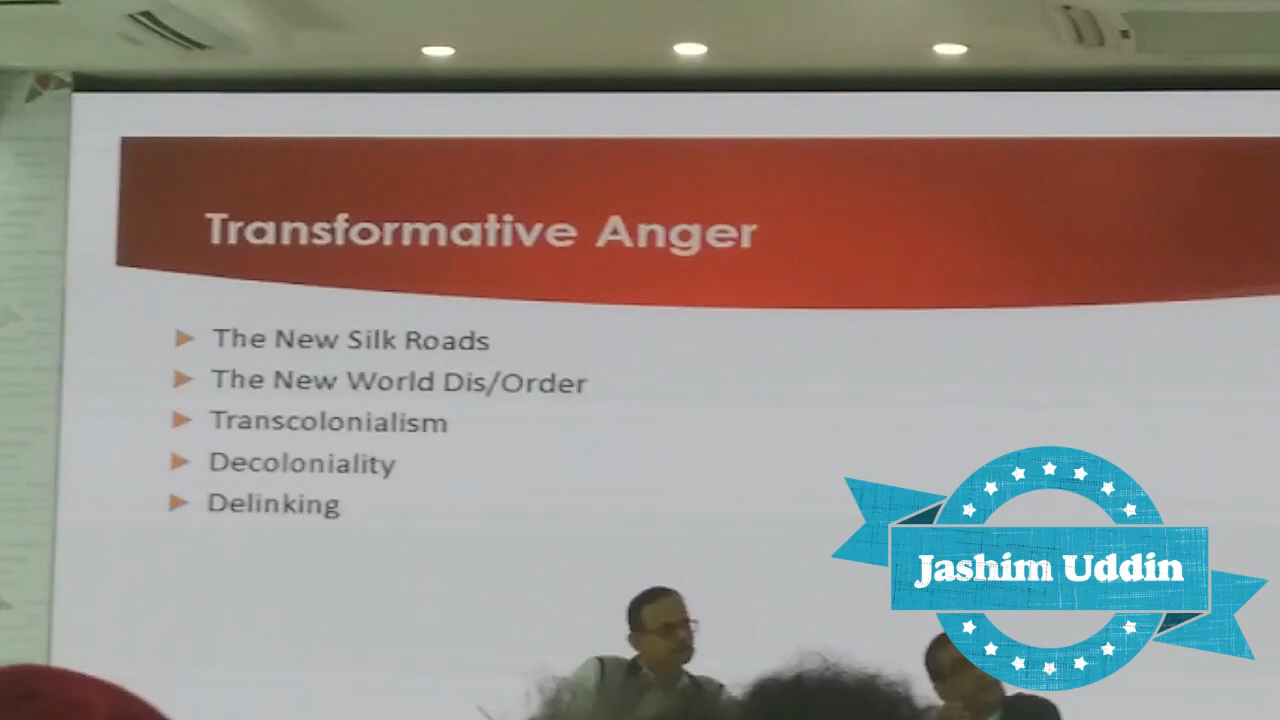 Transformative Anger
The New Silk Roads
The New World Dis/Order
Transcolonialism
Decoloniality
Delinking
Jashim Uddin